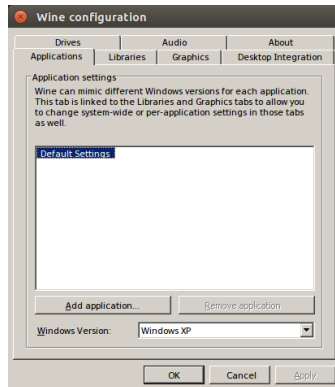 Wine configuration
Drives Audio About
Applications Libraries Graphics Desktop Integration
Application settings
Wine can mimic different Windows versions for each application.
This tab is linked to the Libraries and Graphics tabs to allow you
to change system-wide or per-application settings in those tabs
as well.
Default Settings
Add application... Remove application
Windows Version: Windows XP
OK Cancel Apply